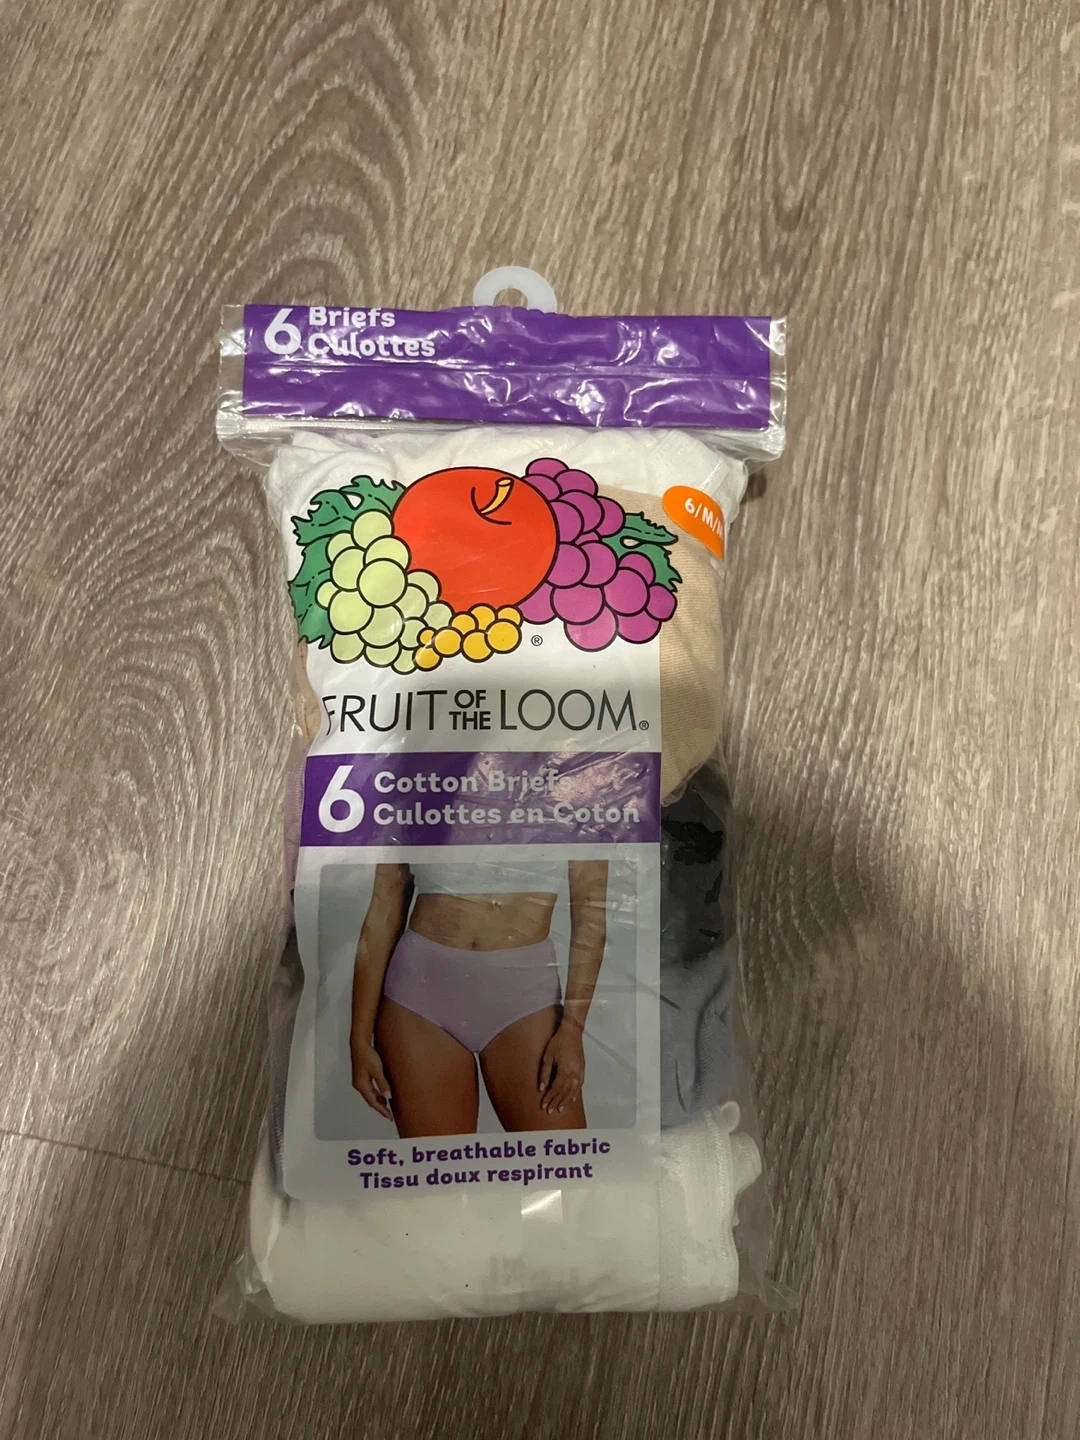 6 Briefs
Culottes
6/M/
®
FRUIT OF THE LOOM®
6 Cotton Briefs
Culottes en Coton
Soft, breathable fabric
Tissu doux respirant